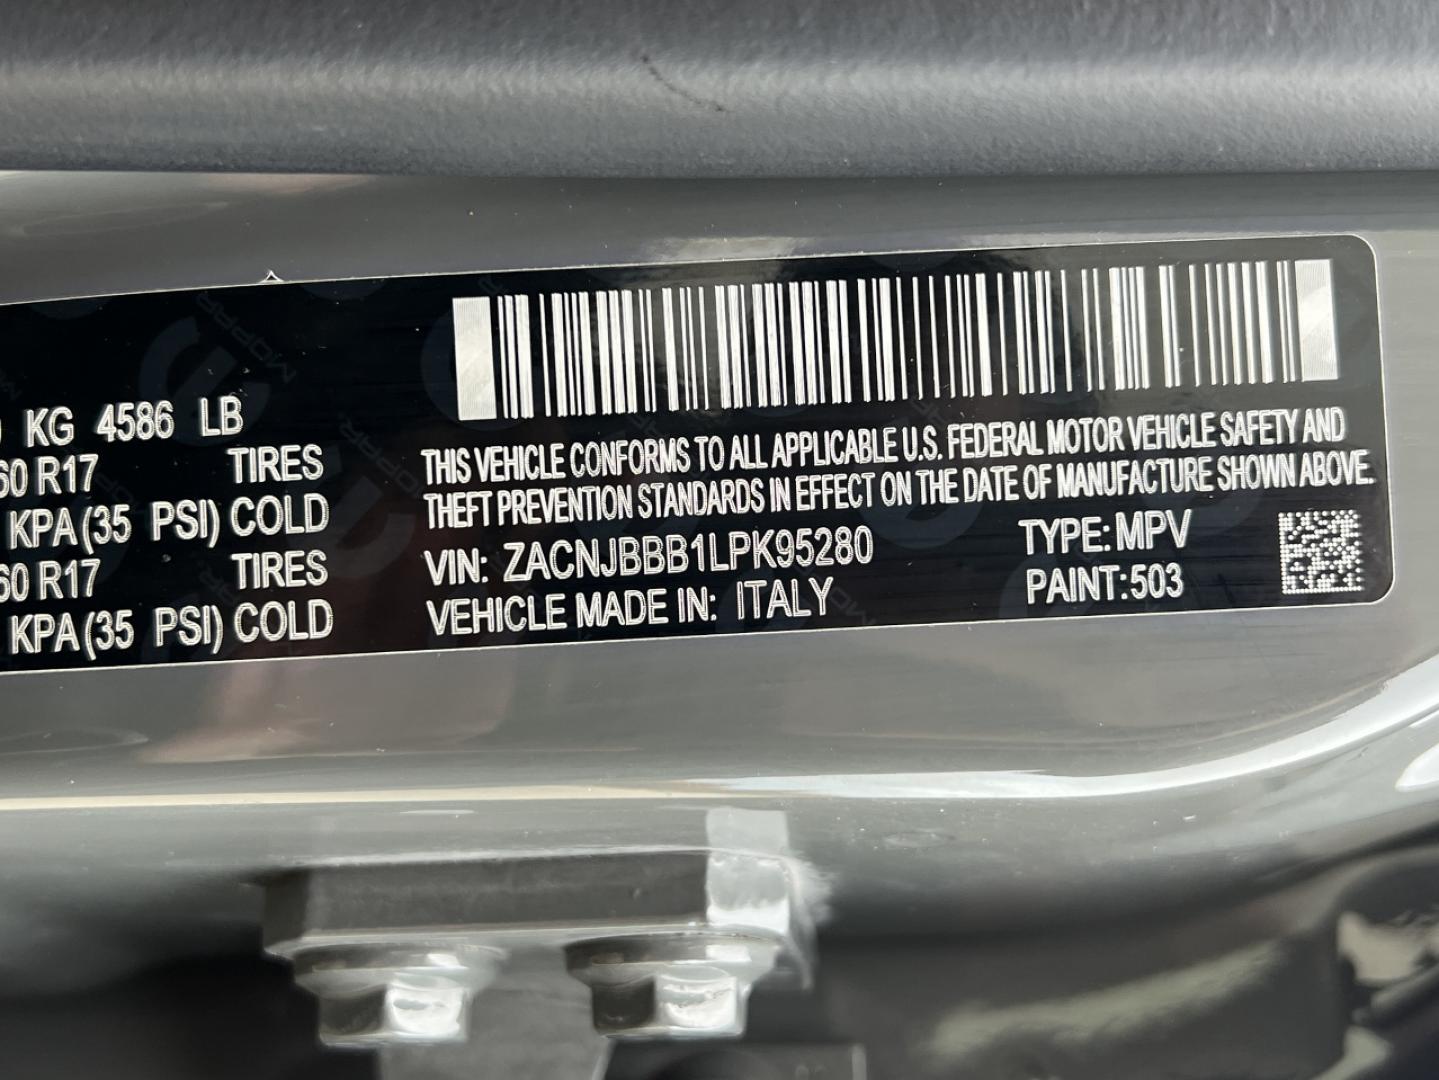 KG 4586 LB
60 R17 TIRES
KPA (35 PSI) COLD
60 R17 TIRES
KPA (35 PSI) COLD
THIS VEHICLE CONFORMS TO ALL APPLICABLE U.S. FEDERAL MOTOR VEHICLE SAFETY AND
THEFT PREVENTION STANDARDS IN EFFECT ON THE DATE OF MANUFACTURE SHOWN ABOVE.
VIN: ZACNJBBB1LPK95280 TYPE: MPV
VEHICLE MADE IN: ITALY PAINT:503
MOPAR
MOPAR